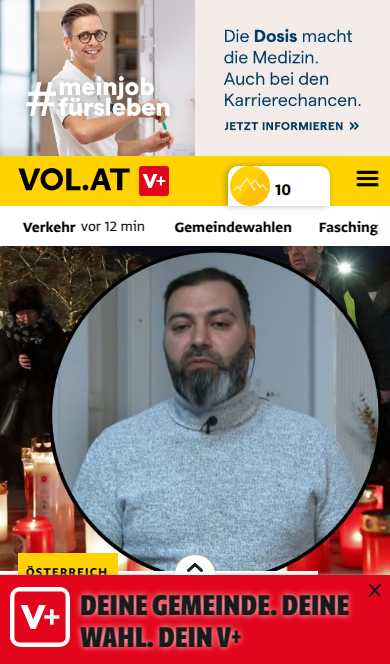 Die Dosis macht
die Medizin.
Auch bei den
Karrierechancen.
JETZT INFORMIEREN »
#meinjob
fürsleben
VOL.AT V+
10
Verkehr vor 12 min Gemeindewahlen Fasching
ÖSTERREICH
V+ DEINE GEMEINDE. DEINE
WAHL. DEIN V+